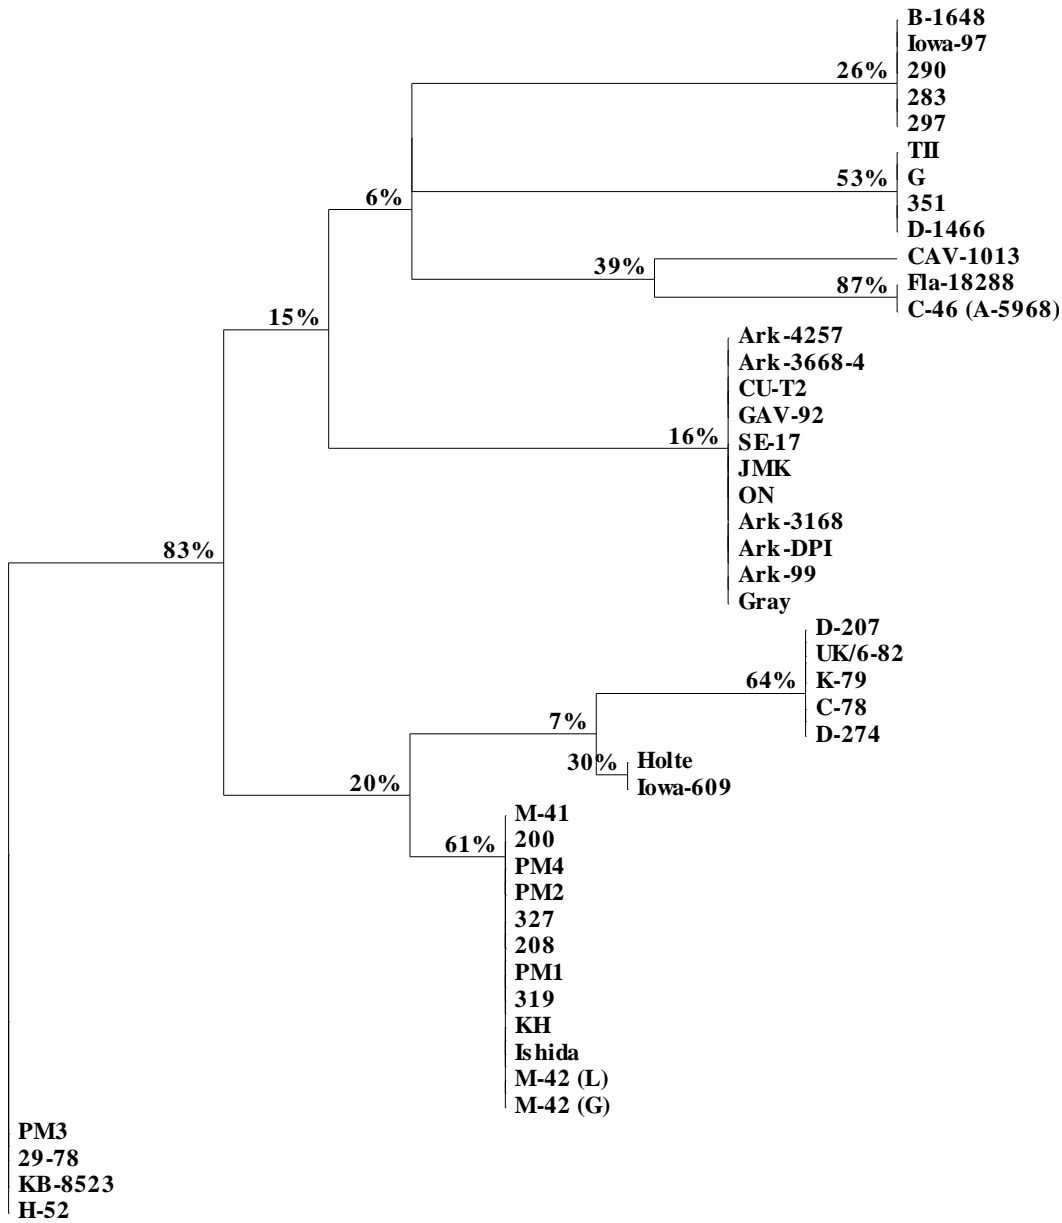 B-1648
Iowa-97
26% 290
283
297
TII
53% G
351
6%
D-1466
CAV-1013
39%
87% Fla-18288
C-46 (A-5968)
15%
Ark-4257
Ark-3668-4
CU-T2
GAV-92
16% SE-17
JMK
ON
Ark-3168
83% Ark-DPI
Ark-99
Gray
D-207
UK/6-82
64% K-79
C-78
7%
D-274
30% Holte
20% Iowa-609
M-41
61% 200
PM4
PM2
327
208
PM1
319
KH
Ishida
M-42 (L)
M-42 (G)
PM3
29-78
KB-8523
H-52